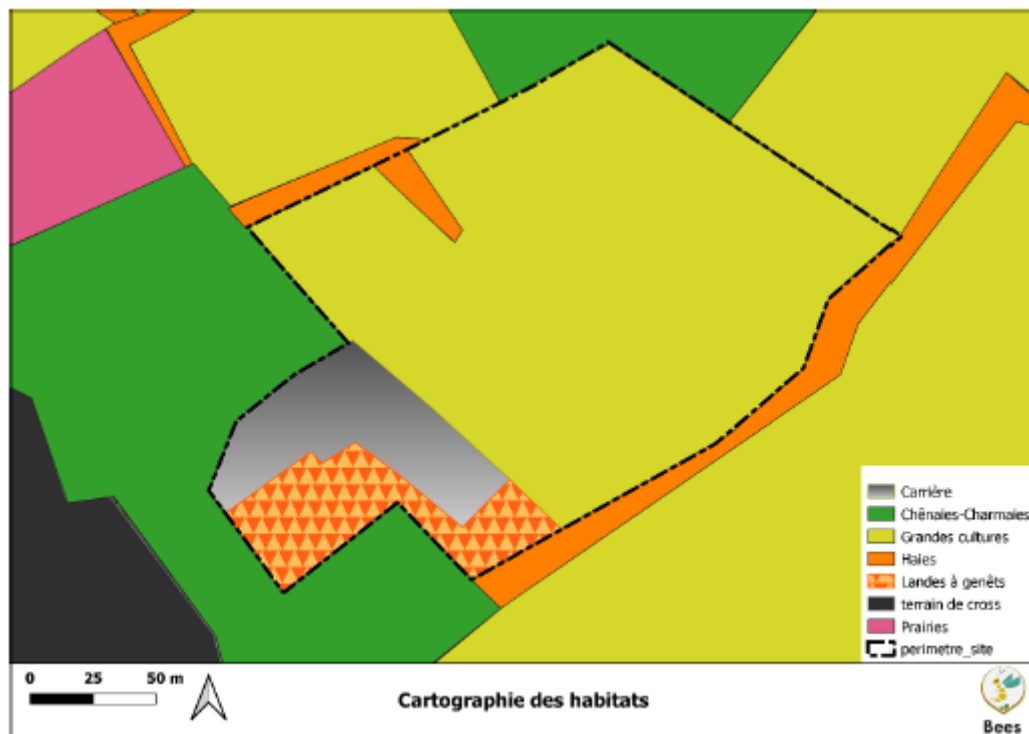 Carrière
Chênaies-Charmaies
Grandes cultures
Haies
Landes à genêts
terrain de cross
Prairies
perimetre_site
0 25 50 m
Cartographie des habitats
Bees